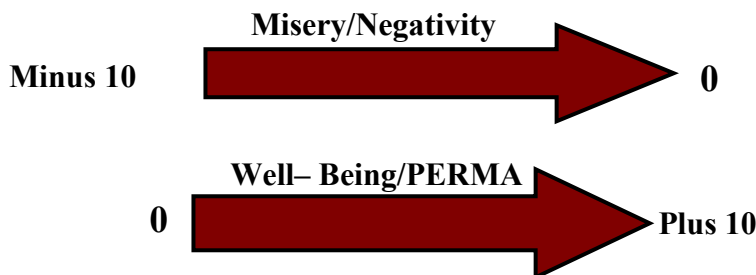 Misery/Negativity
Minus 10
0
Well– Being/PERMA
0
Plus 10